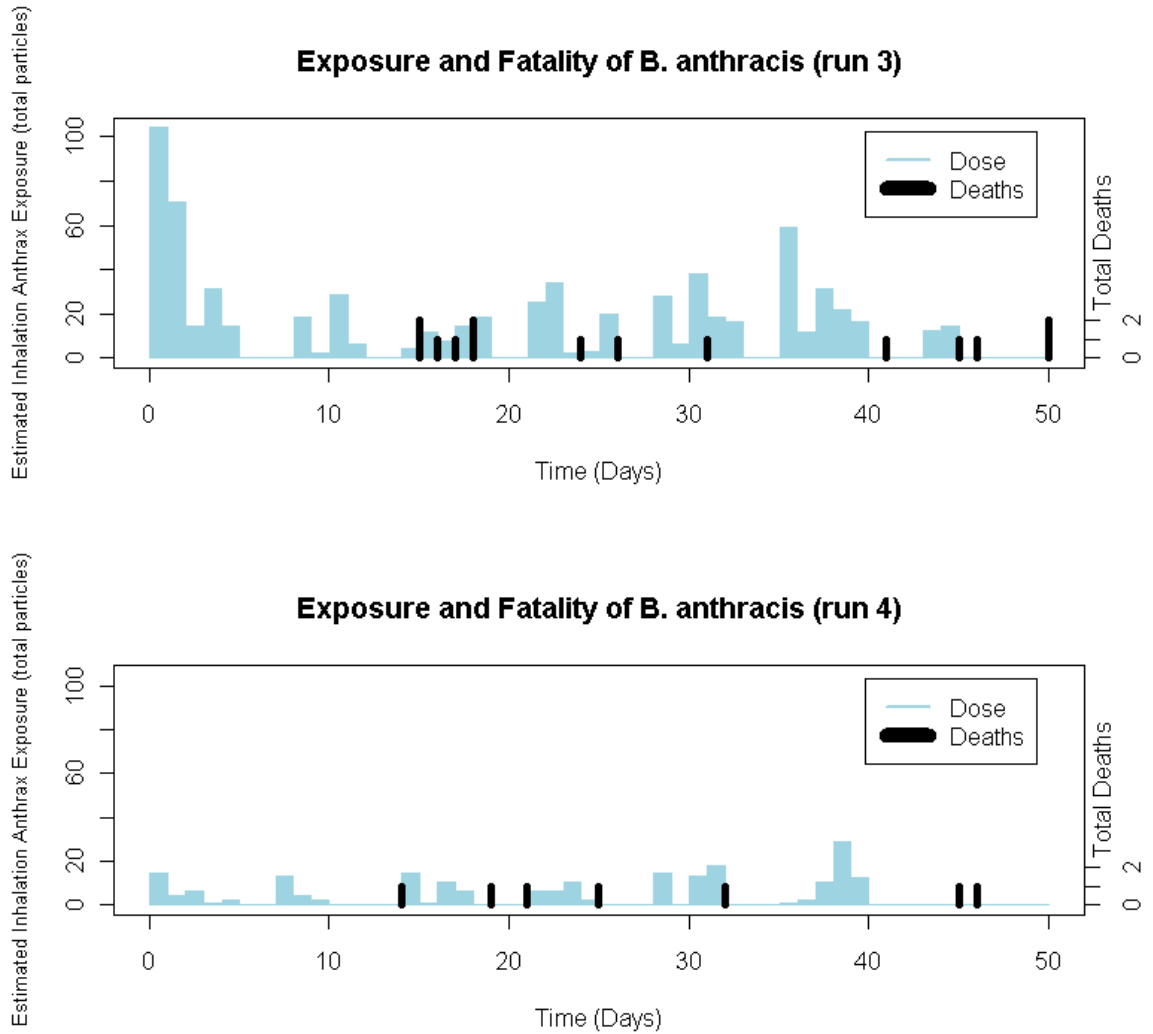 Exposure and Fatality of B. anthracis (run 3)
Estimated Inhalation Anthrax Exposure (total particles)
100
60
20
0
Dose
Deaths
Total Deaths
2
0
0 10 20 30 40 50
Time (Days)
Exposure and Fatality of B. anthracis (run 4)
Estimated Inhalation Anthrax Exposure (total particles)
100
60
20
0
Dose
Deaths
Total Deaths
2
0
0 10 20 30 40 50
Time (Days)